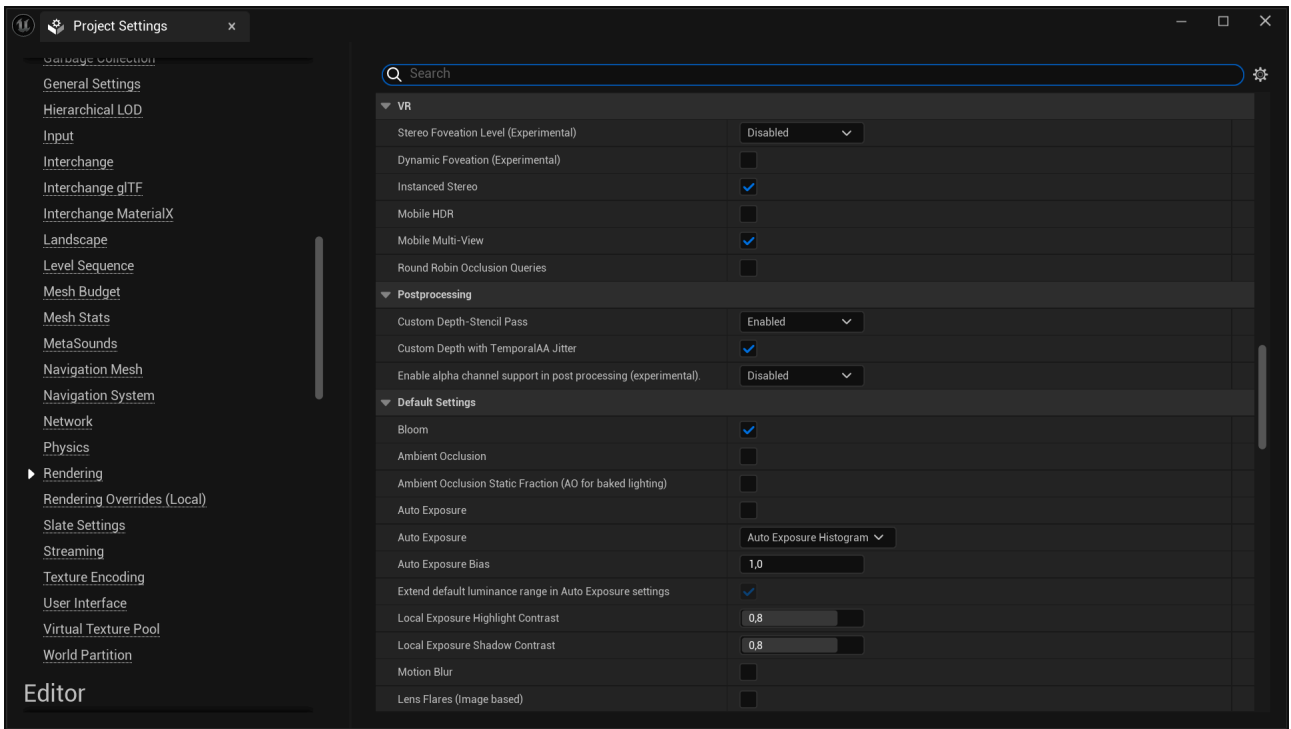 Project Settings
Garbage Collection
General Settings
Hierarchical LOD
Input
Interchange
Interchange glTF
Interchange MaterialX
Landscape
Level Sequence
Mesh Budget
Mesh Stats
MetaSounds
Navigation Mesh
Navigation System
Network
Physics
Rendering
Rendering Overrides (Local)
Slate Settings
Streaming
Texture Encoding
User Interface
Virtual Texture Pool
World Partition
Editor
Search
VR
Stereo Foveation Level (Experimental) Disabled
Dynamic Foveation (Experimental)
Instanced Stereo
Mobile HDR
Mobile Multi-View
Round Robin Occlusion Queries
Postprocessing
Custom Depth-Stencil Pass Enabled
Custom Depth with TemporalAA Jitter
Enable alpha channel support in post processing (experimental). Disabled
Default Settings
Bloom
Ambient Occlusion
Ambient Occlusion Static Fraction (AO for baked lighting)
Auto Exposure
Auto Exposure Auto Exposure Histogram
Auto Exposure Bias 1,0
Extend default luminance range in Auto Exposure settings
Local Exposure Highlight Contrast 0,8
Local Exposure Shadow Contrast 0,8
Motion Blur
Lens Flares (Image based)